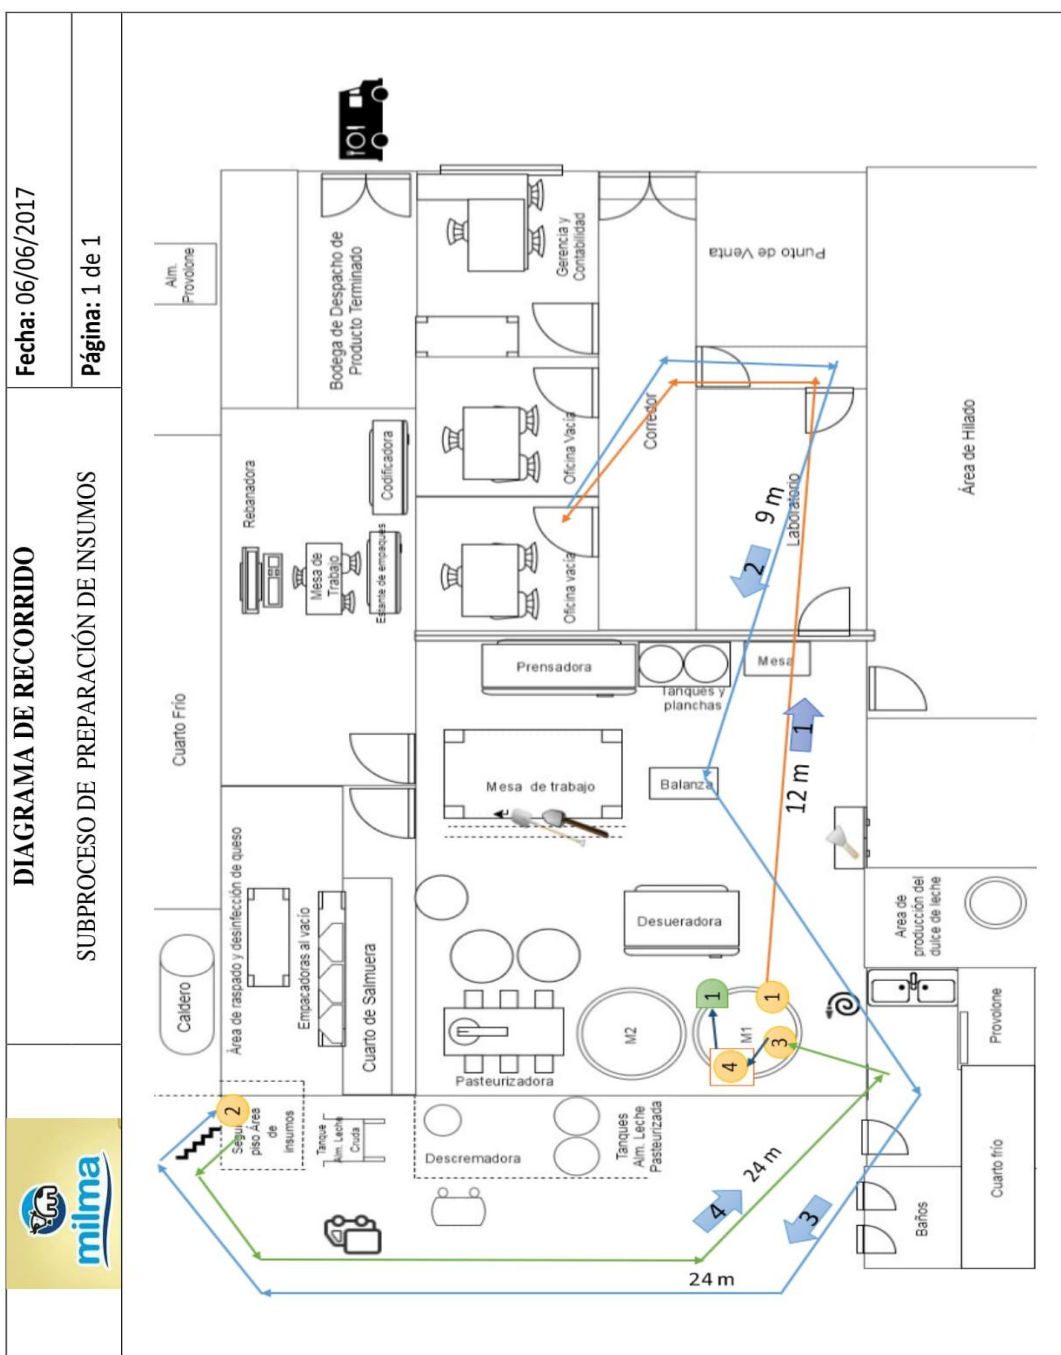 DIAGRAMA DE RECORRIDO
SUBPROCESO DE PREPARACIÓN DE INSUMOS
Fecha: 06/06/2017
Página: 1 de 1
milma
Caldero
Cuarto Frío
Alm.
Provolone
Segun
piso Área
de
insumos
2
Área de raspado y desinfección de queso
Empacadoras al vacío
Cuarto de Salmuera
Rebanadora
Mesa de
Trabajo
Estante de empaques
Codificadora
Bodega de Despacho de
Producto Terminado
Tanque
Alm. Leche
Cruda
Descremadora
Tanques
Alm. Leche
Pasteurizada
Pasteurizadora
M2
M1
1
1
3
4
Desueradora
Mesa de trabajo
Balanza
Prensadora
Tanques y
planchas
Mesa
Oficina vacía
Oficina Vacía
Gerencia y
Contabilidad
Corredor
Laboratorio
Punto de Venta
Área de Hilado
12 m
1
9 m
2
24 m
3
24 m
4
Baños
Cuarto frío
Provolone
Area de
producción del
dulce de leche